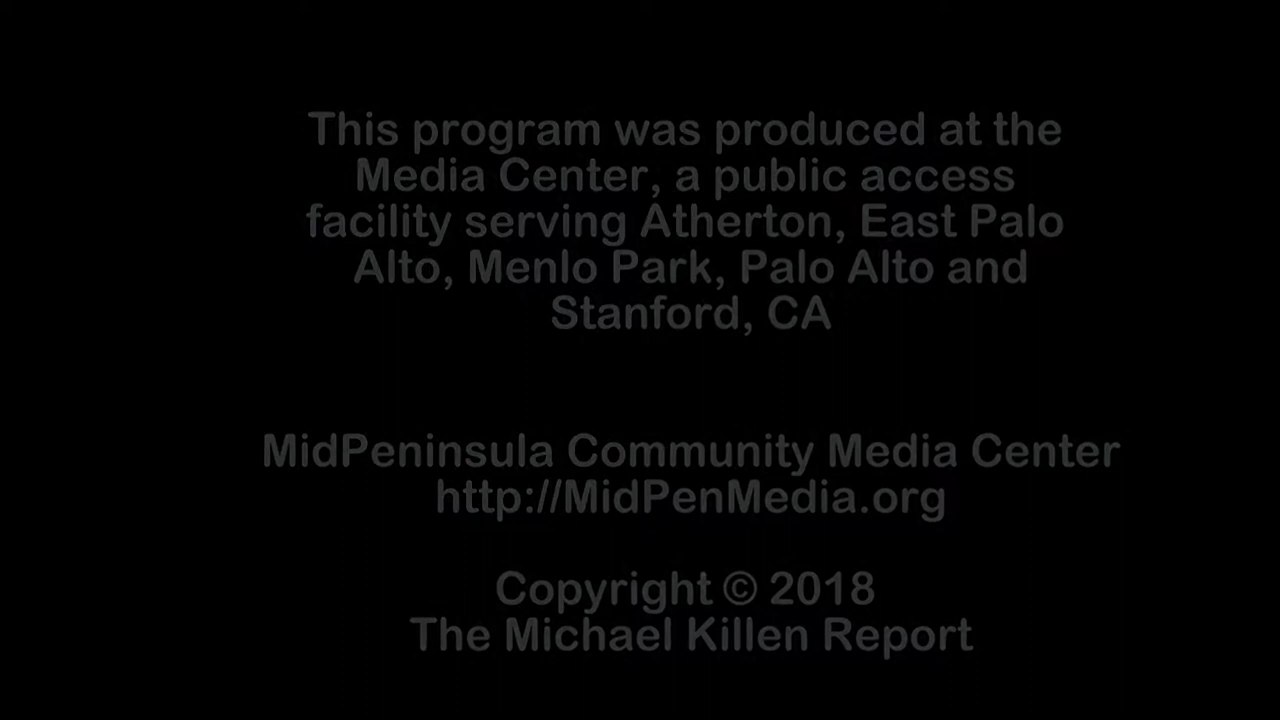 This program was produced at the
Media Center, a public access
facility serving Atherton, East Palo
Alto, Menlo Park, Palo Alto and
Stanford, CA
MidPeninsula Community Media Center
http://MidPenMedia.org
Copyright © 2018
The Michael Killen Report